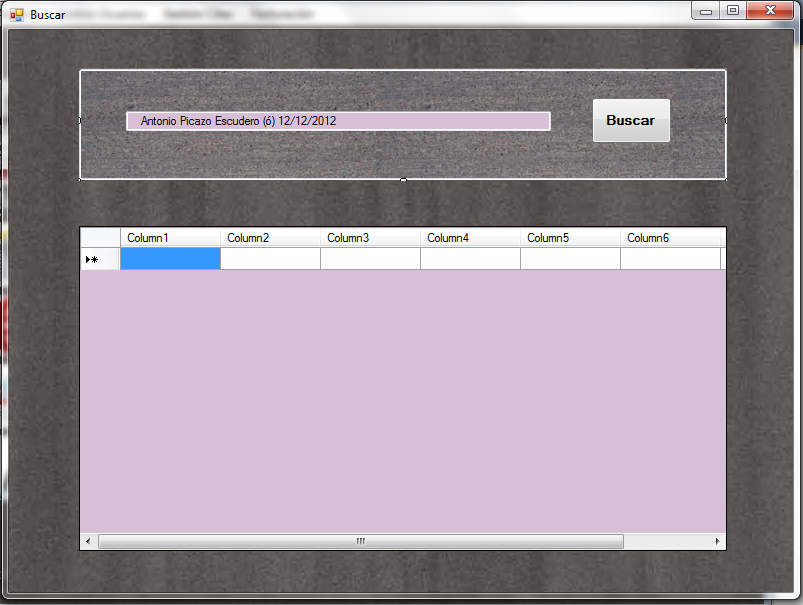 Buscar
Antonio Picazo Escudero (ó) 12/12/2012
Buscar
Column1 Column2 Column3 Column4 Column5 Column6